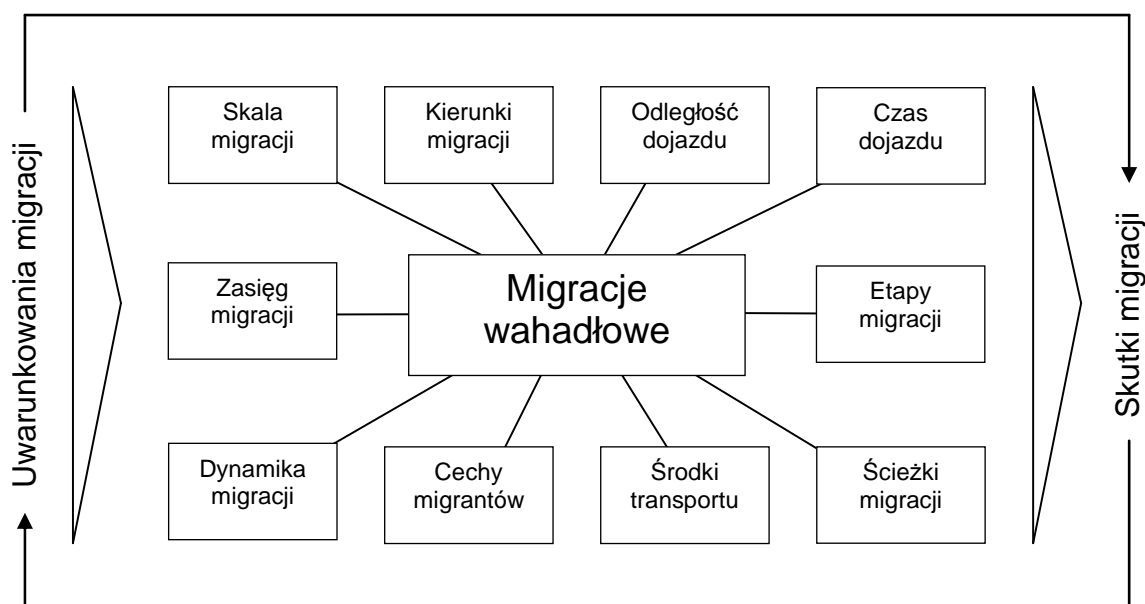 Uwarunkowania migracji
Skala
migracji
Kierunki
migracji
Odległość
dojazdu
Czas
dojazdu
Zasięg
migracji
Migracje
wahadłowe
Etapy
migracji
Dynamika
migracji
Cechy
migrantów
Środki
transportu
Ścieżki
migracji
Skutki migracji